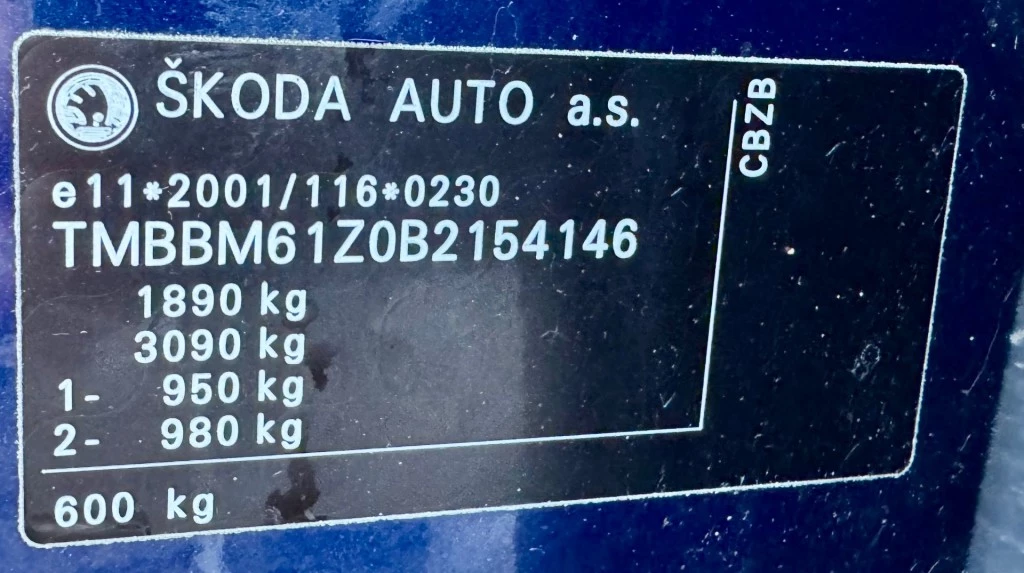 ŠKODA AUTO a.s.
e11*2001/116*0230
TMBBM61Z0B2154146
1890 kg
3090 kg
1- 950 kg
2- 980 kg
600 kg
CBZB